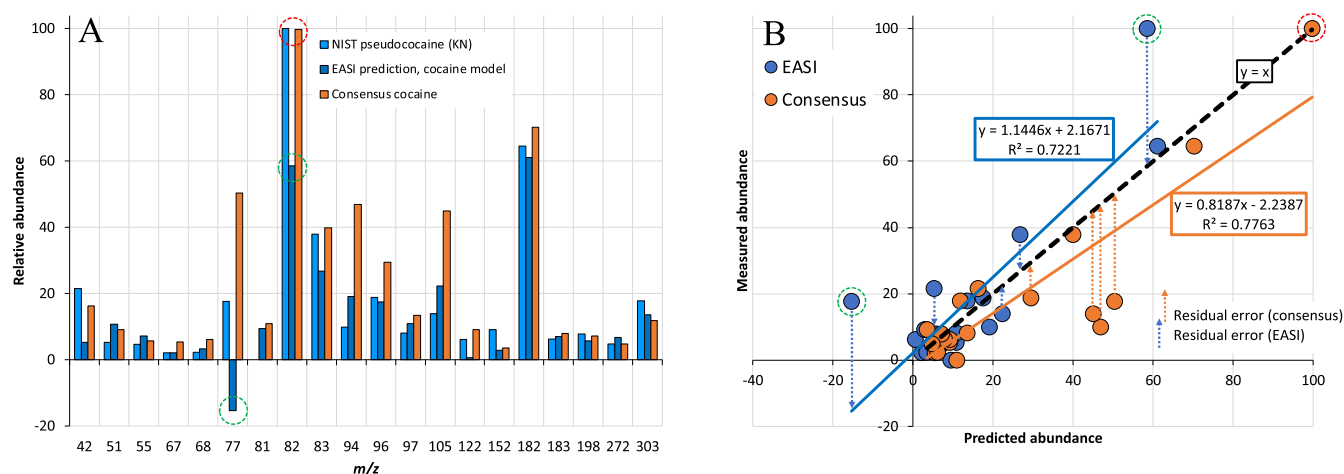 A
NIST pseudococaine (KN)
EASI prediction, cocaine model
Consensus cocaine
Relative abundance
100
80
60
40
20
0
-20
42 51 55 67 68 77 81 82 83 94 96 97 105 122 152 182 183 198 272 303
m/z
B
EASI
Consensus
y = x
y = 1.1446x + 2.1671
R² = 0.7221
y = 0.8187x - 2.2387
R² = 0.7763
Residual error (consensus)
Residual error (EASI)
Measured abundance
100
80
60
40
20
0
-20
-40 -20 0 20 40 60 80 100
Predicted abundance